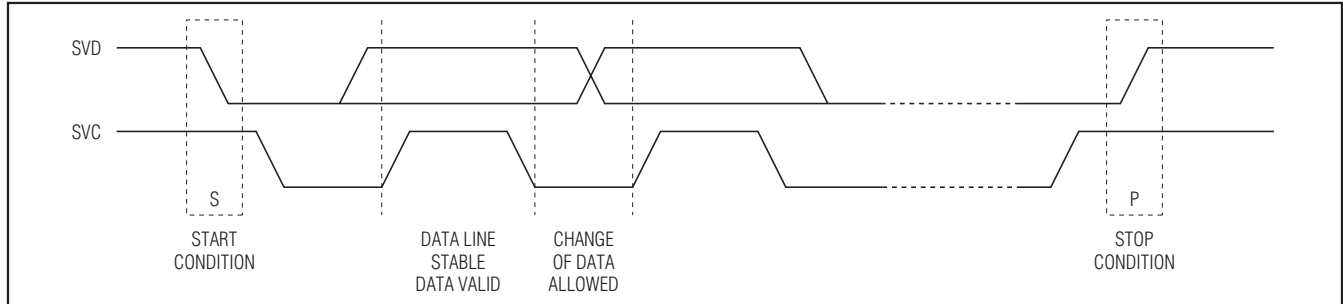 SVD
SVC
S
P
START
CONDITION
DATA LINE
STABLE
DATA VALID
CHANGE
OF DATA
ALLOWED
STOP
CONDITION